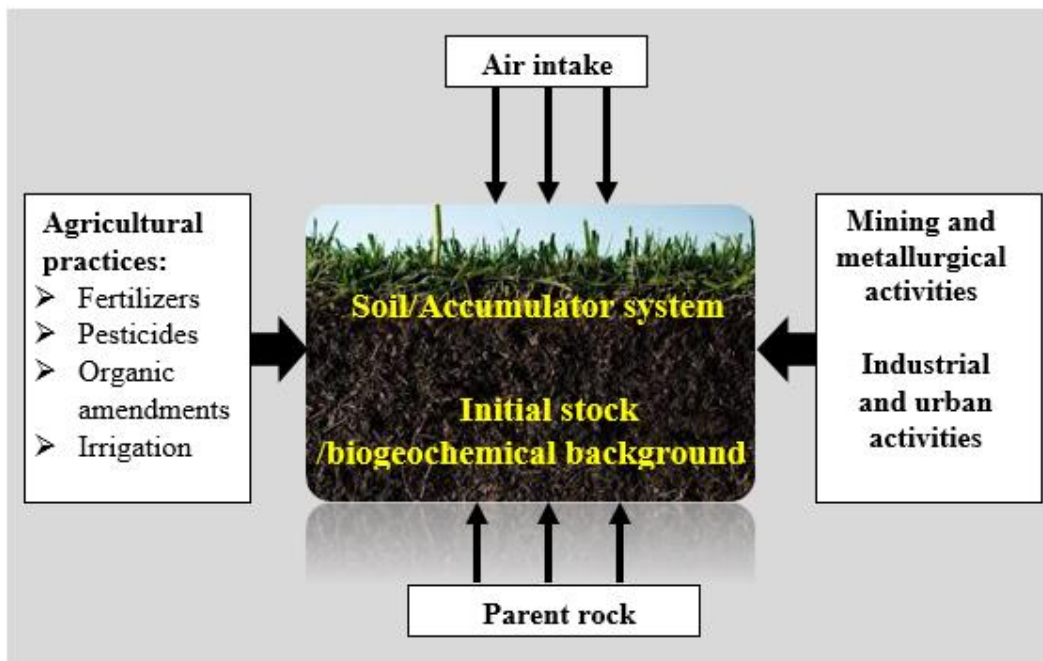 Air intake
Agricultural
practices:
➢ Fertilizers
➢ Pesticides
➢ Organic
amendments
➢ Irrigation
Soil/Accumulator system
Initial stock
/biogeochemical background
Mining and
metallurgical
activities
Industrial
and urban
activities
Parent rock